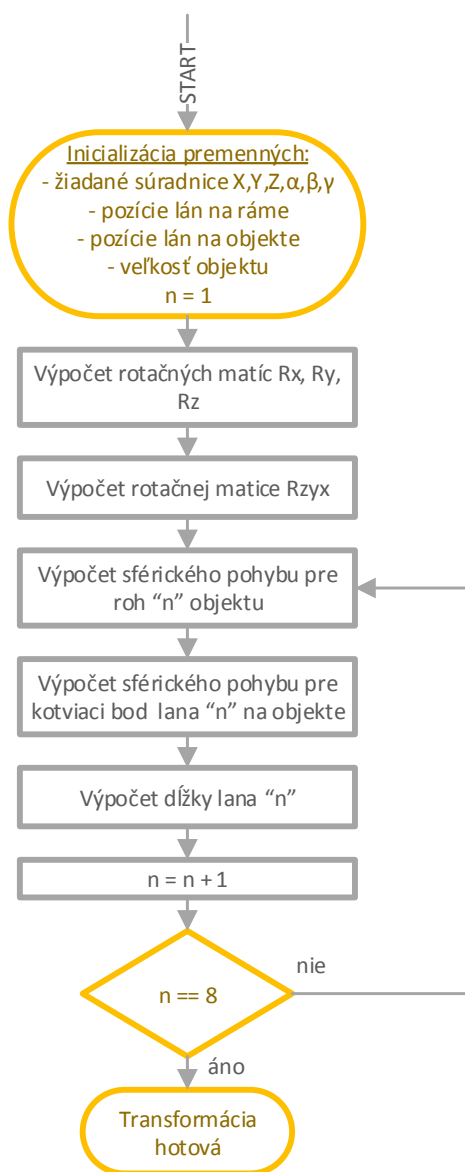 START
Inicializácia premenných:
- žiadané súradnice X,Y,Z,α,β,γ
- pozície lán na ráme
- pozície lán na objekte
- veľkosť objektu
n = 1
Výpočet rotačných matíc Rx, Ry,
Rz
Výpočet rotačnej matice Rzyx
Výpočet sférického pohybu pre
roh “n” objektu
Výpočet sférického pohybu pre
kotviaci bod lana “n” na objekte
Výpočet dĺžky lana “n”
n = n + 1
n == 8
nie
áno
Transformácia
hotová